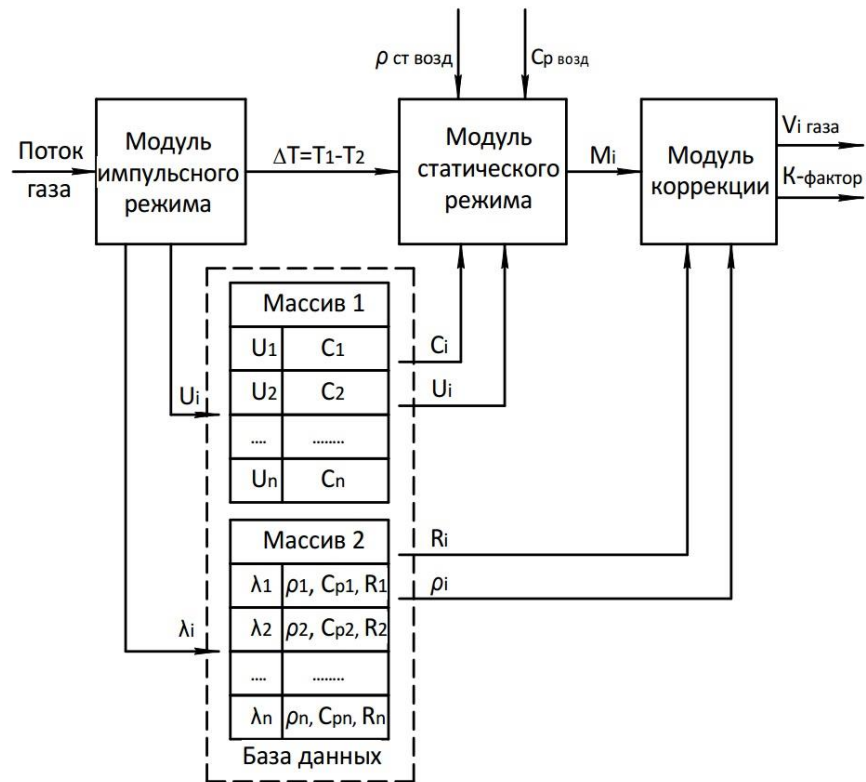 ρ ст возд
Cp возд
Поток
газа
Модуль
импульсного
режима
ΔT=T1-T2
Модуль
статического
режима
Mi
Модуль
коррекции
Vi газа
К-фактор
Массив 1
U1 C1
U2 C2
.... ........
Un Cn
Ui
Ci
Ui
Массив 2
λ1 ρ1, Cp1, R1
λ2 ρ2, Cp2, R2
.... ........
λn ρn, Cpn, Rn
λi
Ri
ρi
База данных